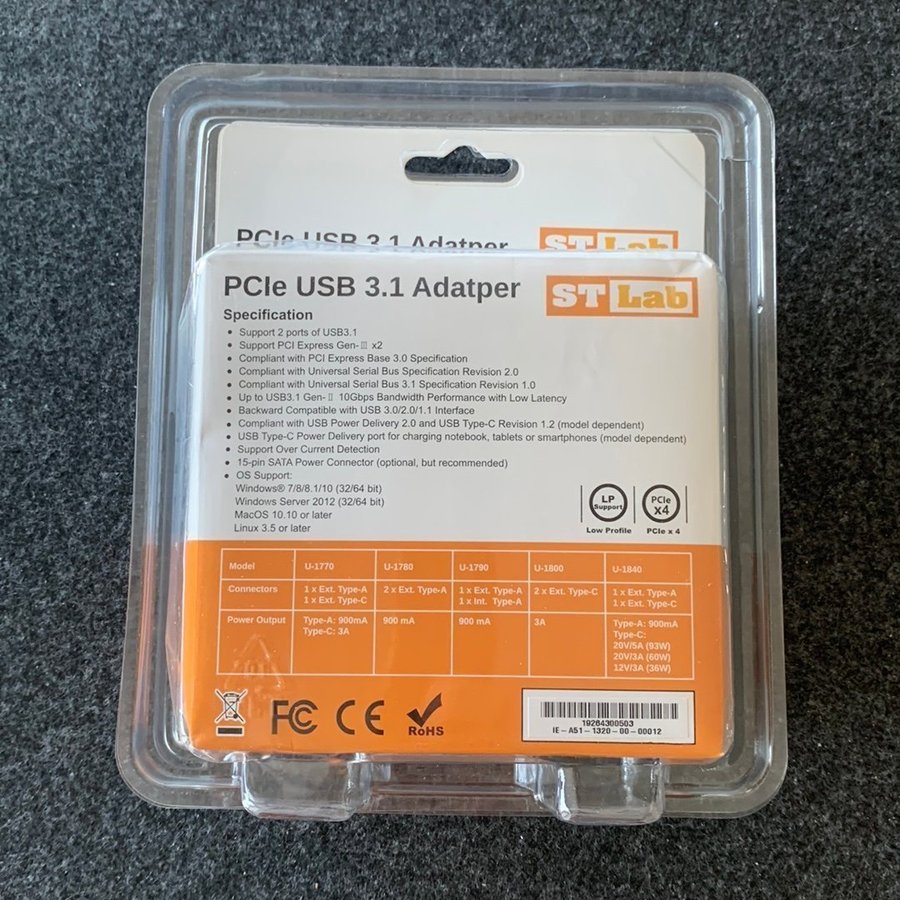 PCIe USB 3.1 Adatper
ST Lab
PCIe USB 3.1 Adatper
ST Lab
Specification
• Support 2 ports of USB3.1
• Support PCI Express Gen-Ⅲ x2
• Compliant with PCI Express Base 3.0 Specification
• Compliant with Universal Serial Bus Specification Revision 2.0
• Compliant with Universal Serial Bus 3.1 Specification Revision 1.0
• Up to USB3.1 Gen-Ⅱ 10Gbps Bandwidth Performance with Low Latency
• Backward Compatible with USB 3.0/2.0/1.1 Interface
• Compliant with USB Power Delivery 2.0 and USB Type-C Revision 1.2 (model dependent)
• USB Type-C Power Delivery port for charging notebook, tablets or smartphones (model dependent)
• Support Over Current Detection
• 15-pin SATA Power Connector (optional, but recommended)
• OS Support:
Windows® 7/8/8.1/10 (32/64 bit)
Windows Server 2012 (32/64 bit)
MacOS 10.10 or later
Linux 3.5 or later
LP
Support
Low Profile
PCIe
x4
PCIe x 4
Model U-1770 U-1780 U-1790 U-1800 U-1840
Connectors 1 x Ext. Type-A 2 x Ext. Type-A 1 x Ext. Type-A 2 x Ext. Type-C 1 x Ext. Type-A
1 x Ext. Type-C 1 x Int. Type-A 1 x Ext. Type-C
Power Output Type-A: 900mA 900 mA 900 mA 3A Type-A: 900mA
Type-C: 3A Type-C:
20V/5A (93W)
20V/3A (60W)
12V/3A (36W)
FC CE RoHS
19264300503
IE-A51-1320-00-00012